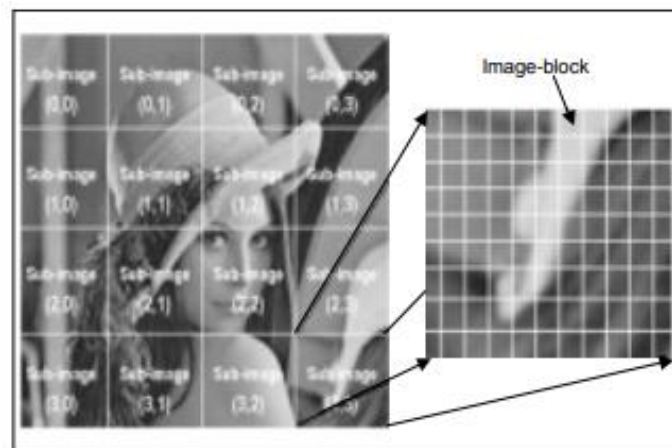 Image-block
Sub-image Sub-image Sub-image Sub-image
(0,0) (0,1) (0,2) (0,3)
Sub-image Sub-image Sub-image Sub-image
(1,0) (1,1) (1,2) (1,3)
Sub-image Sub-image Sub-image Sub-image
(2,0) (2,1) (2,2) (2,3)
Sub-image Sub-image Sub-image Sub-image
(3,0) (3,1) (3,2) (3,3)